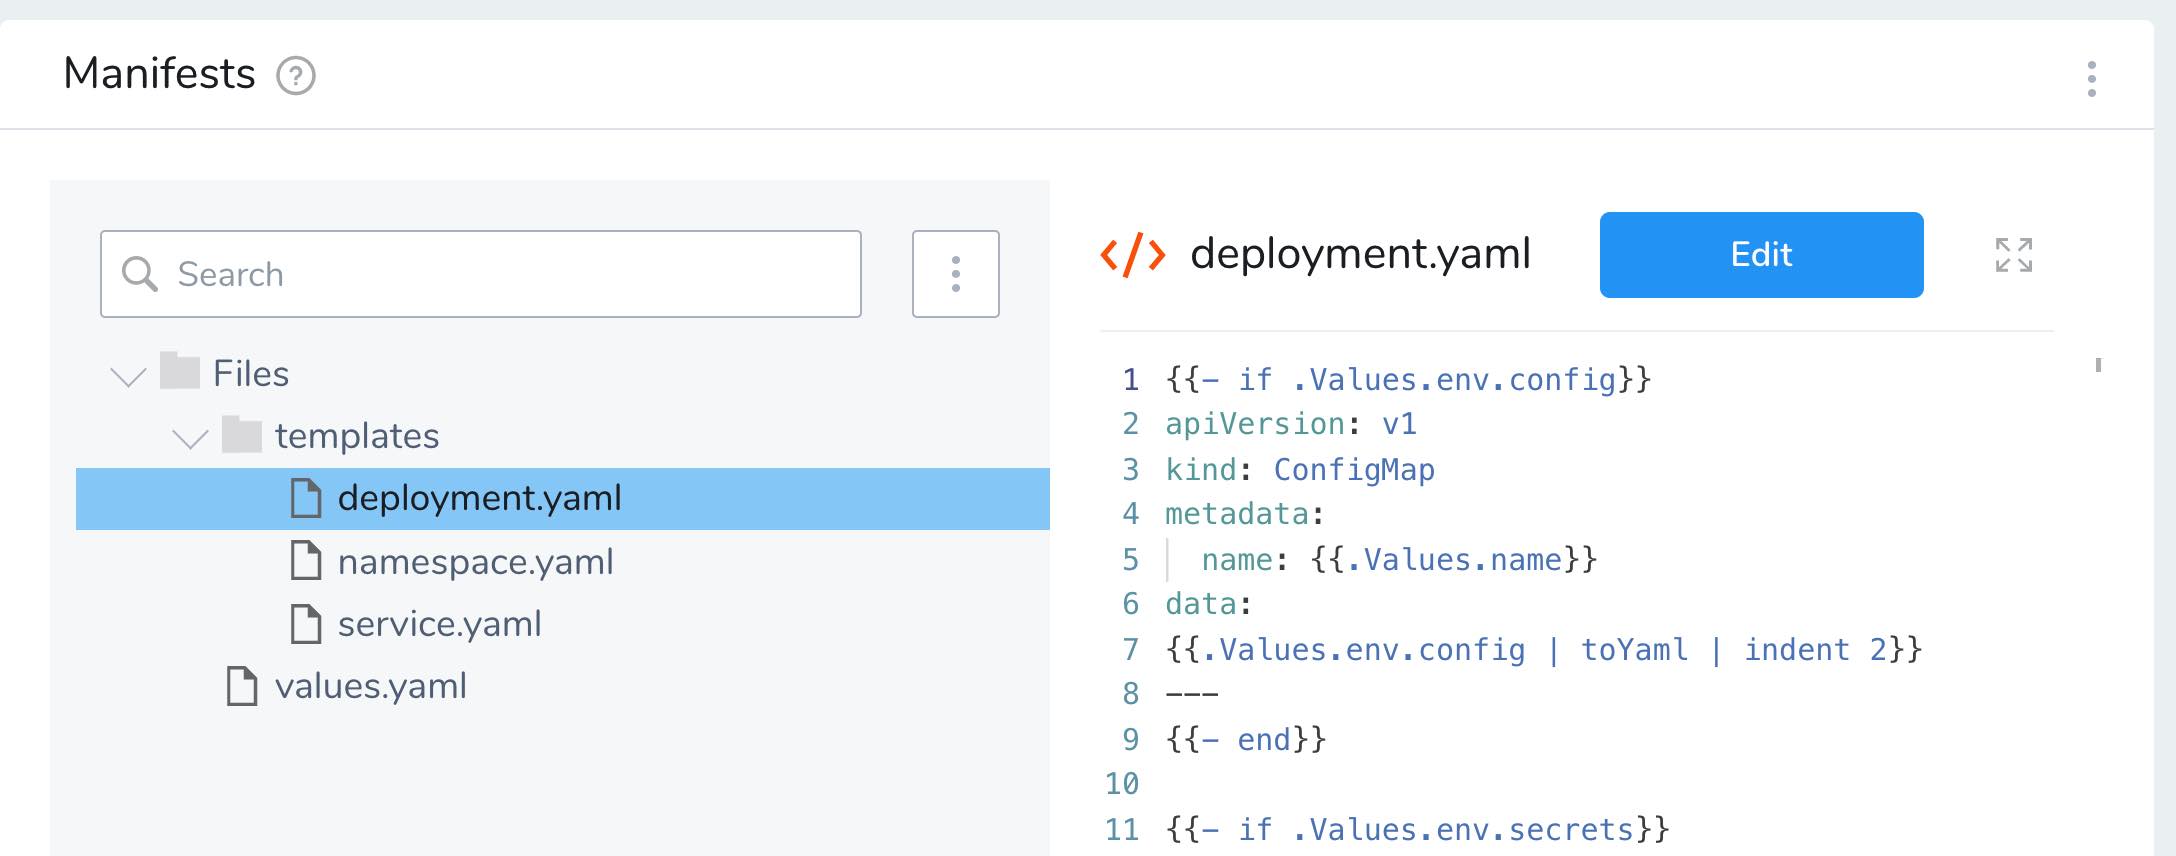 Manifests ?
Search
Files
templates
deployment.yaml
namespace.yaml
service.yaml
values.yaml
</> deployment.yaml
Edit
1 {{- if .Values.env.config}}
2 apiVersion: v1
3 kind: ConfigMap
4 metadata:
5   name: {{.Values.name}}
6 data:
7 {{.Values.env.config | toYaml | indent 2}}
8 ---
9 {{- end}}
10
11 {{- if .Values.env.secrets}}